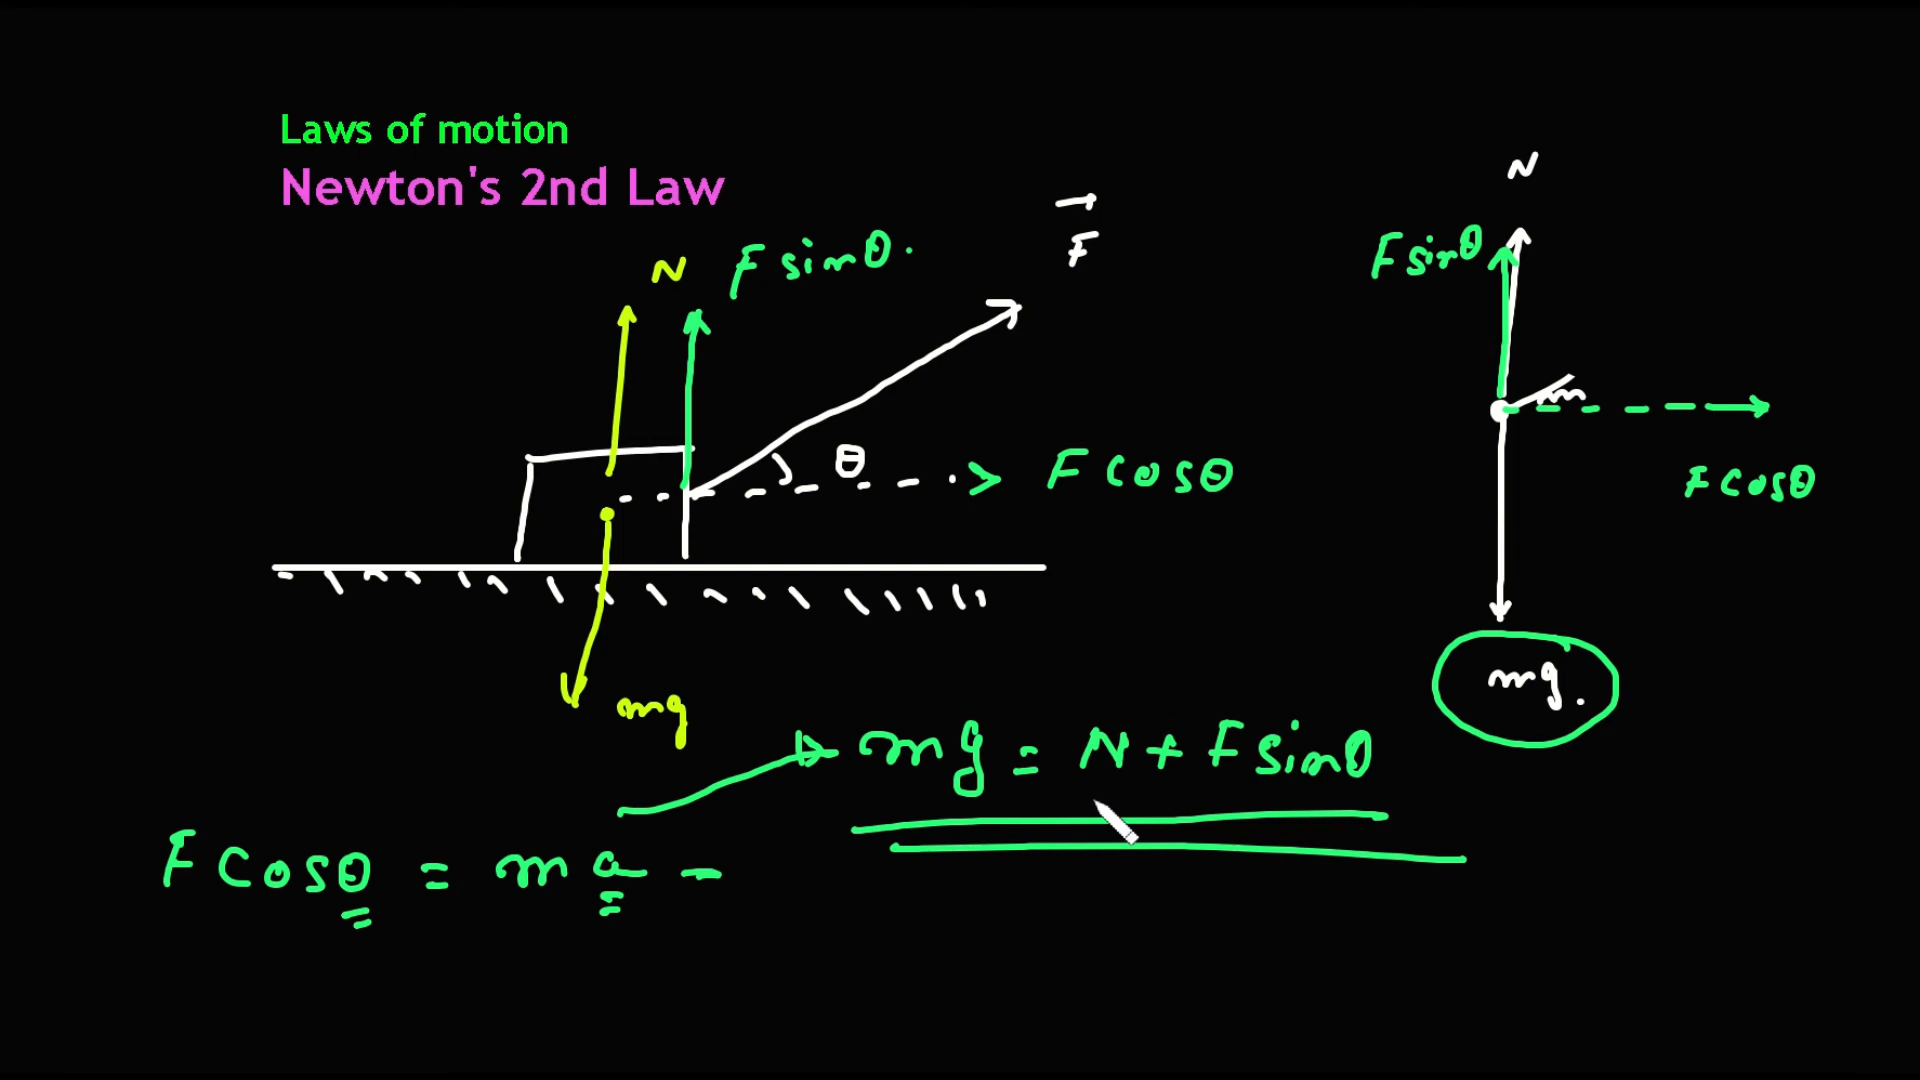 Laws of motion
Newton's 2nd Law
N
F sinθ.
F
θ
F cosθ
mg
N
F sinθ
m
F cosθ
mg.
mg = N + F sinθ
F cosθ = ma -